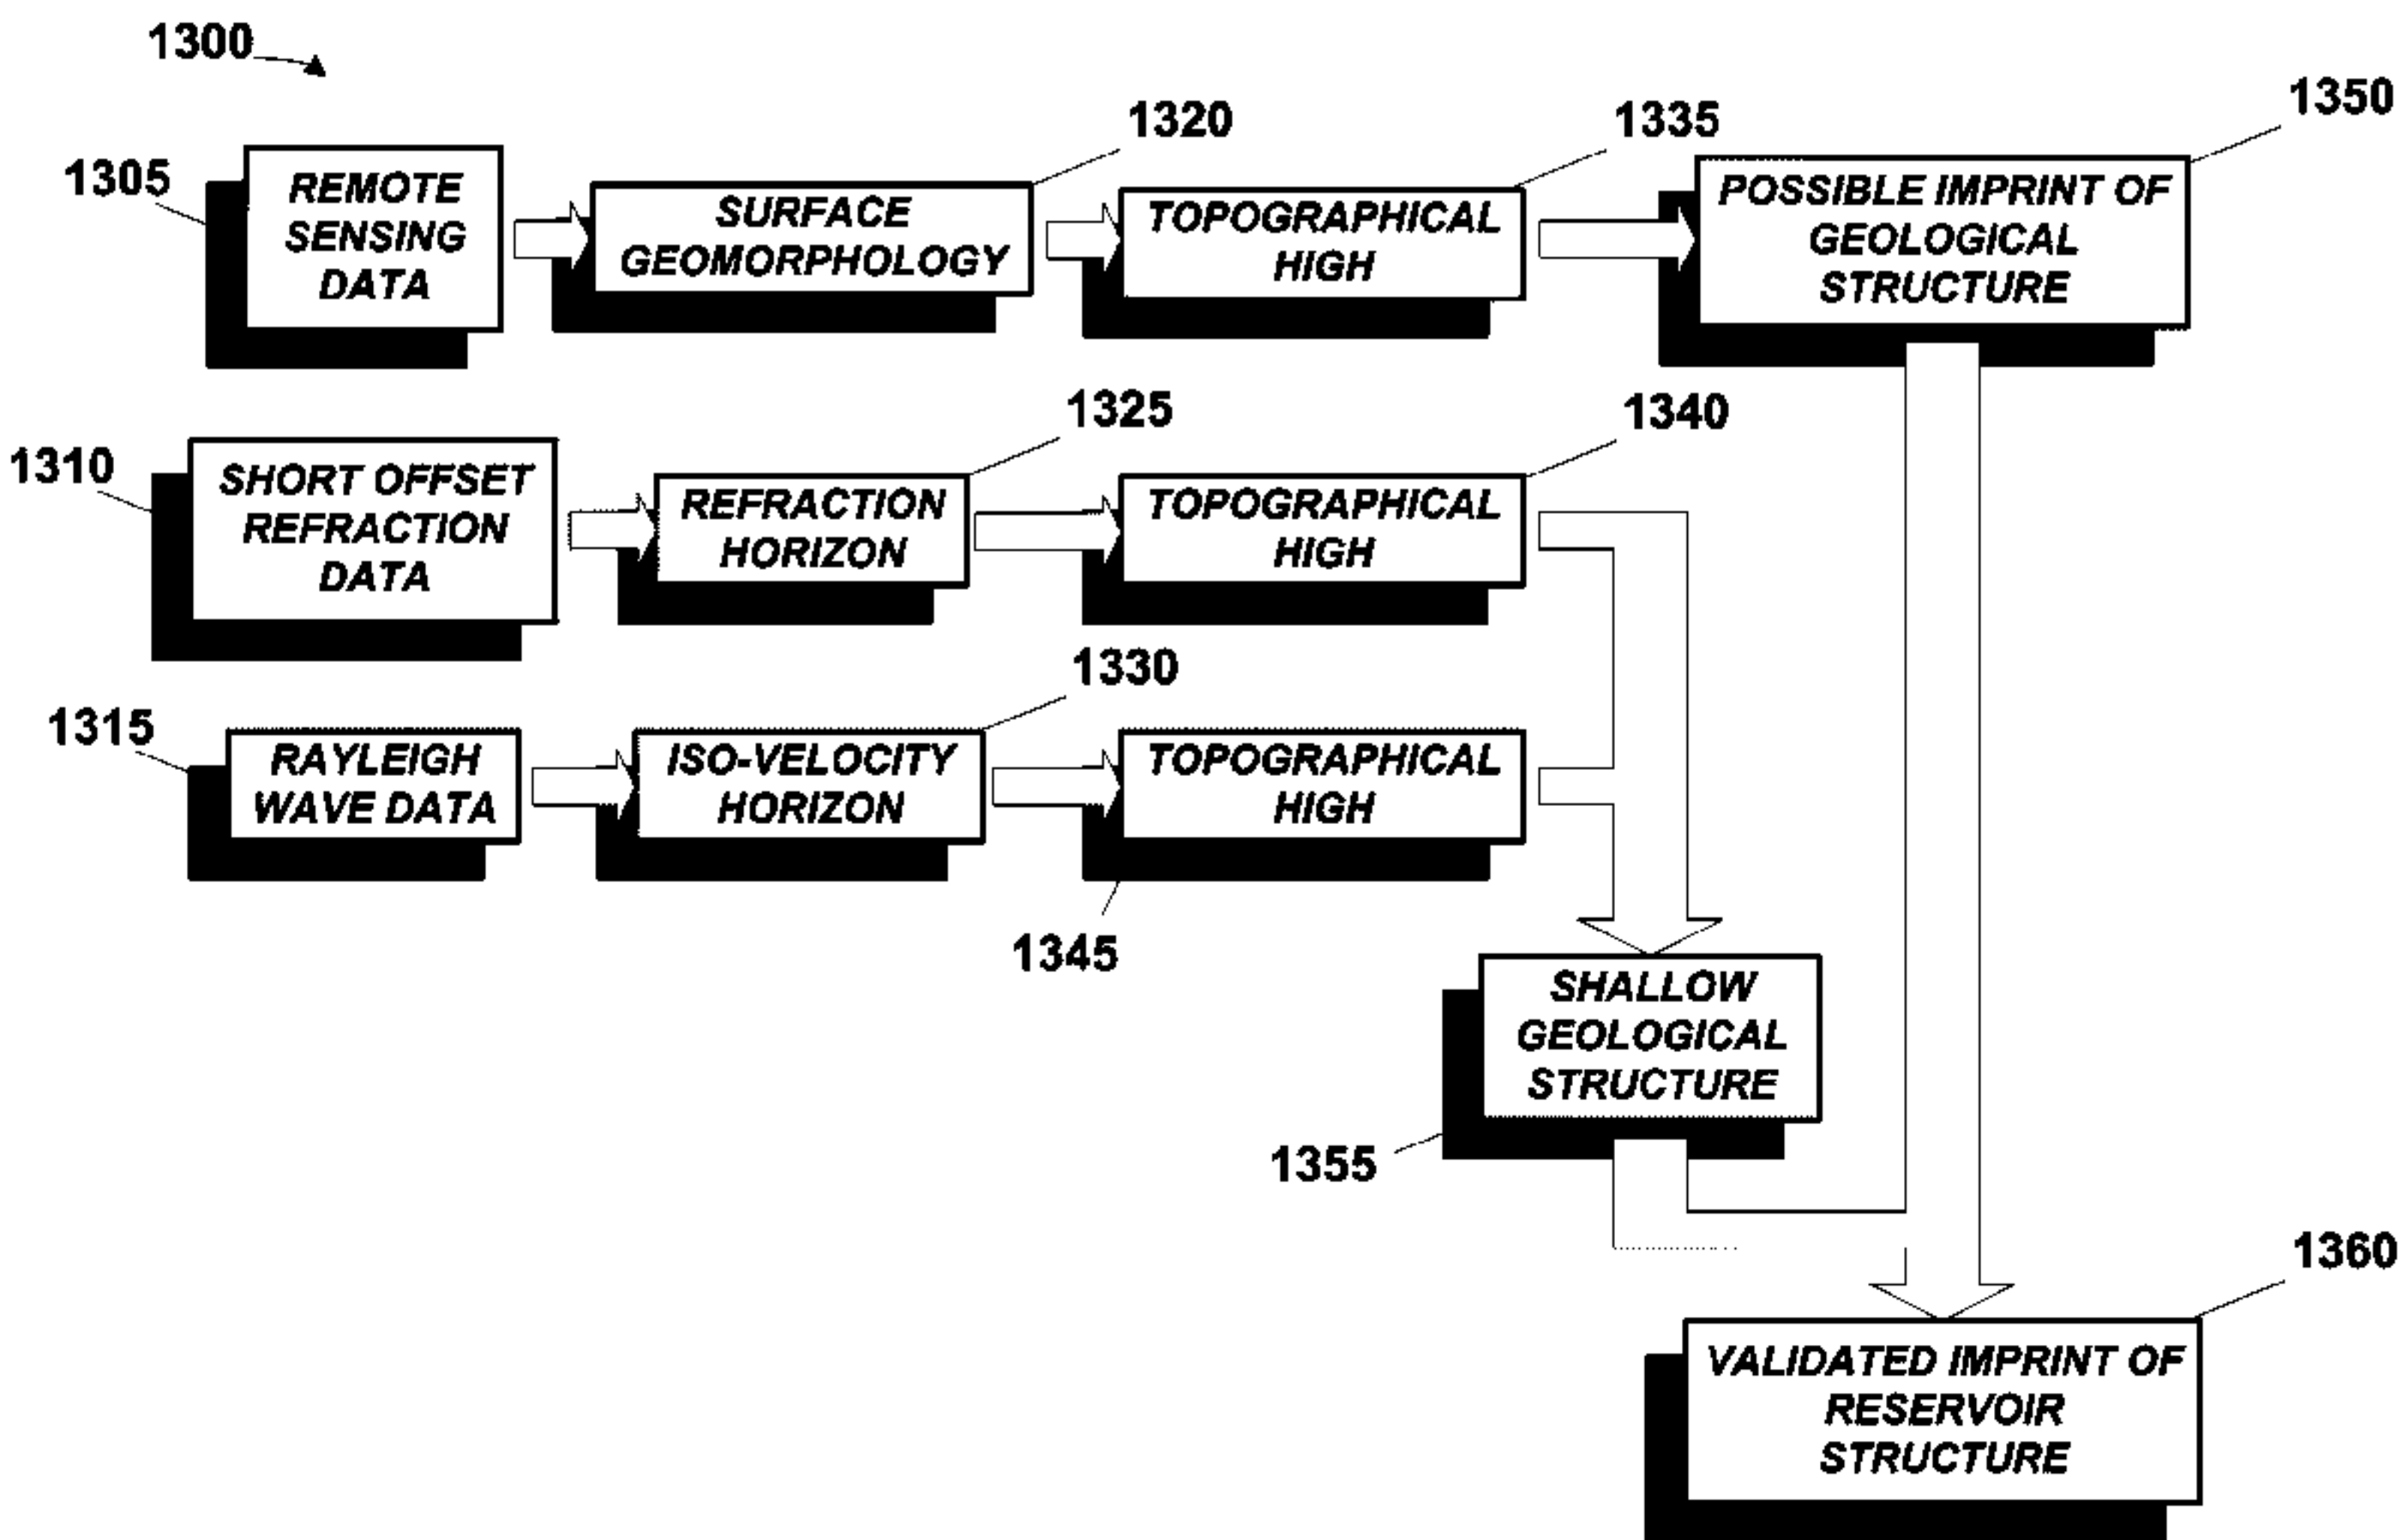 1300
1320
1335
1350
1305
REMOTE
SENSING
DATA
SURFACE
GEOMORPHOLOGY
TOPOGRAPHICAL
HIGH
POSSIBLE IMPRINT OF
GEOLOGICAL
STRUCTURE
1325
1340
1310
SHORT OFFSET
REFRACTION
DATA
REFRACTION
HORIZON
TOPOGRAPHICAL
HIGH
1330
1315
RAYLEIGH
WAVE DATA
ISO-VELOCITY
HORIZON
TOPOGRAPHICAL
HIGH
1345
SHALLOW
GEOLOGICAL
STRUCTURE
1355
1360
VALIDATED IMPRINT OF
RESERVOIR
STRUCTURE